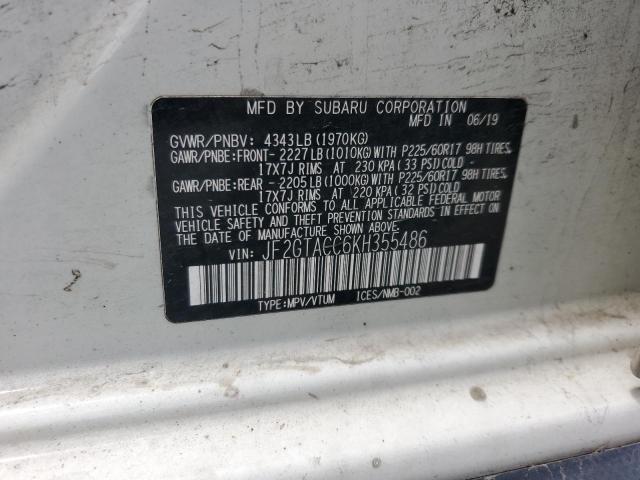 MFD BY SUBARU CORPORATION
MFD IN 06/19
GVWR/PNBV: 4343LB(1970KG)
GAWR/PNBE:FRONT- 2227LB(1010KG)WITH P225/60R17 98H TIRES,
17X7J RIMS AT 230 KPA(33 PSI)COLD
GAWR/PNBE:REAR - 2205LB(1000KG)WITH P225/60R17 98H TIRES,
17X7J RIMS AT 220 KPA(32 PSI)COLD
THIS VEHICLE CONFORMS TO ALL APPLICABLE FEDERAL MOTOR
VEHICLE SAFETY AND THEFT PREVENTION STANDARDS IN EFFECT
ON THE DATE OF MANUFACTURE SHOWN ABOVE.
VIN: JF2GTACC6KH355486
TYPE:MPV/VTUM ICES/NMB-002